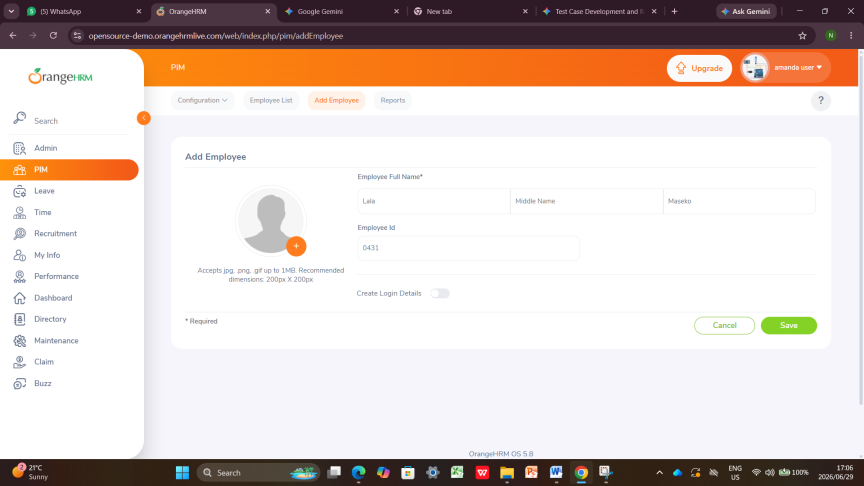 (5) WhatsApp
OrangeHRM
Google Gemini
New tab
Test Case Development and
Ask Gemini
opensource-demo.orangehrmlive.com/web/index.php/pim/addEmployee
N
OrangeHRM
PIM
Upgrade
amanda user
Configuration
Employee List
Add Employee
Reports
?
Search
Admin
PIM
Leave
Time
Recruitment
My Info
Performance
Dashboard
Directory
Maintenance
Claim
Buzz
Add Employee
Employee Full Name*
Lala
Middle Name
Maseko
Employee Id
0431
Accepts jpg, .png, .gif up to 1MB. Recommended
dimensions: 200px X 200px
Create Login Details
* Required
Cancel
Save
OrangeHRM OS 5.8
2
21°C
Sunny
Search
ENG
US
100%
17:06
2026/06/29